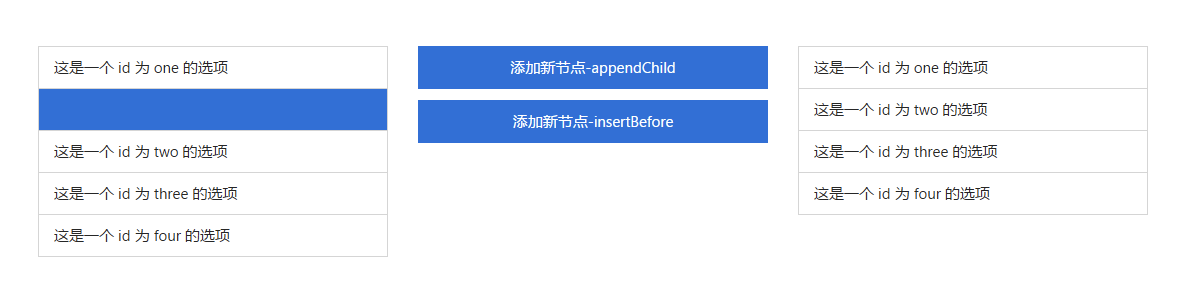 这是一个 id 为 one 的选项
这是一个 id 为 two 的选项
这是一个 id 为 three 的选项
这是一个 id 为 four 的选项
添加新节点-appendChild
添加新节点-insertBefore
这是一个 id 为 one 的选项
这是一个 id 为 two 的选项
这是一个 id 为 three 的选项
这是一个 id 为 four 的选项